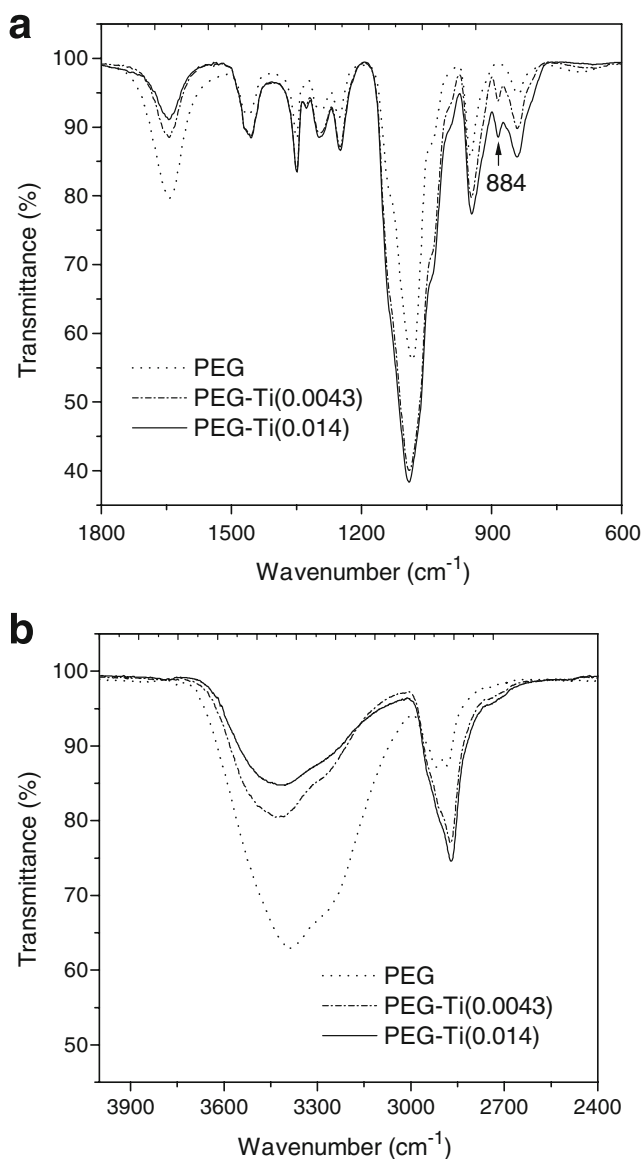 a
100
90
80
70
60
50
40
Transmittance (%)
884
PEG
PEG-Ti(0.0043)
PEG-Ti(0.014)
1800 1500 1200 900 600
Wavenumber (cm⁻¹)
b
100
90
80
70
60
50
Transmittance (%)
PEG
PEG-Ti(0.0043)
PEG-Ti(0.014)
3900 3600 3300 3000 2700 2400
Wavenumber (cm⁻¹)